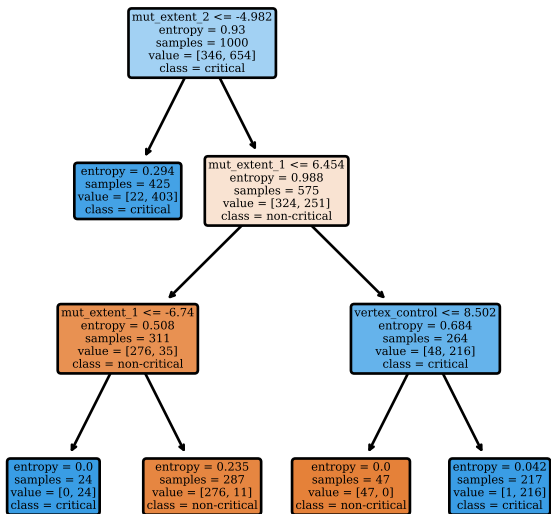 mut_extent_2 <= -4.982
entropy = 0.93
samples = 1000
value = [346, 654]
class = critical
entropy = 0.294
samples = 425
value = [22, 403]
class = critical
mut_extent_1 <= 6.454
entropy = 0.988
samples = 575
value = [324, 251]
class = non-critical
mut_extent_1 <= -6.74
entropy = 0.508
samples = 311
value = [276, 35]
class = non-critical
vertex_control <= 8.502
entropy = 0.684
samples = 264
value = [48, 216]
class = critical
entropy = 0.0
samples = 24
value = [0, 24]
class = critical
entropy = 0.235
samples = 287
value = [276, 11]
class = non-critical
entropy = 0.0
samples = 47
value = [47, 0]
class = non-critical
entropy = 0.042
samples = 217
value = [1, 216]
class = critical